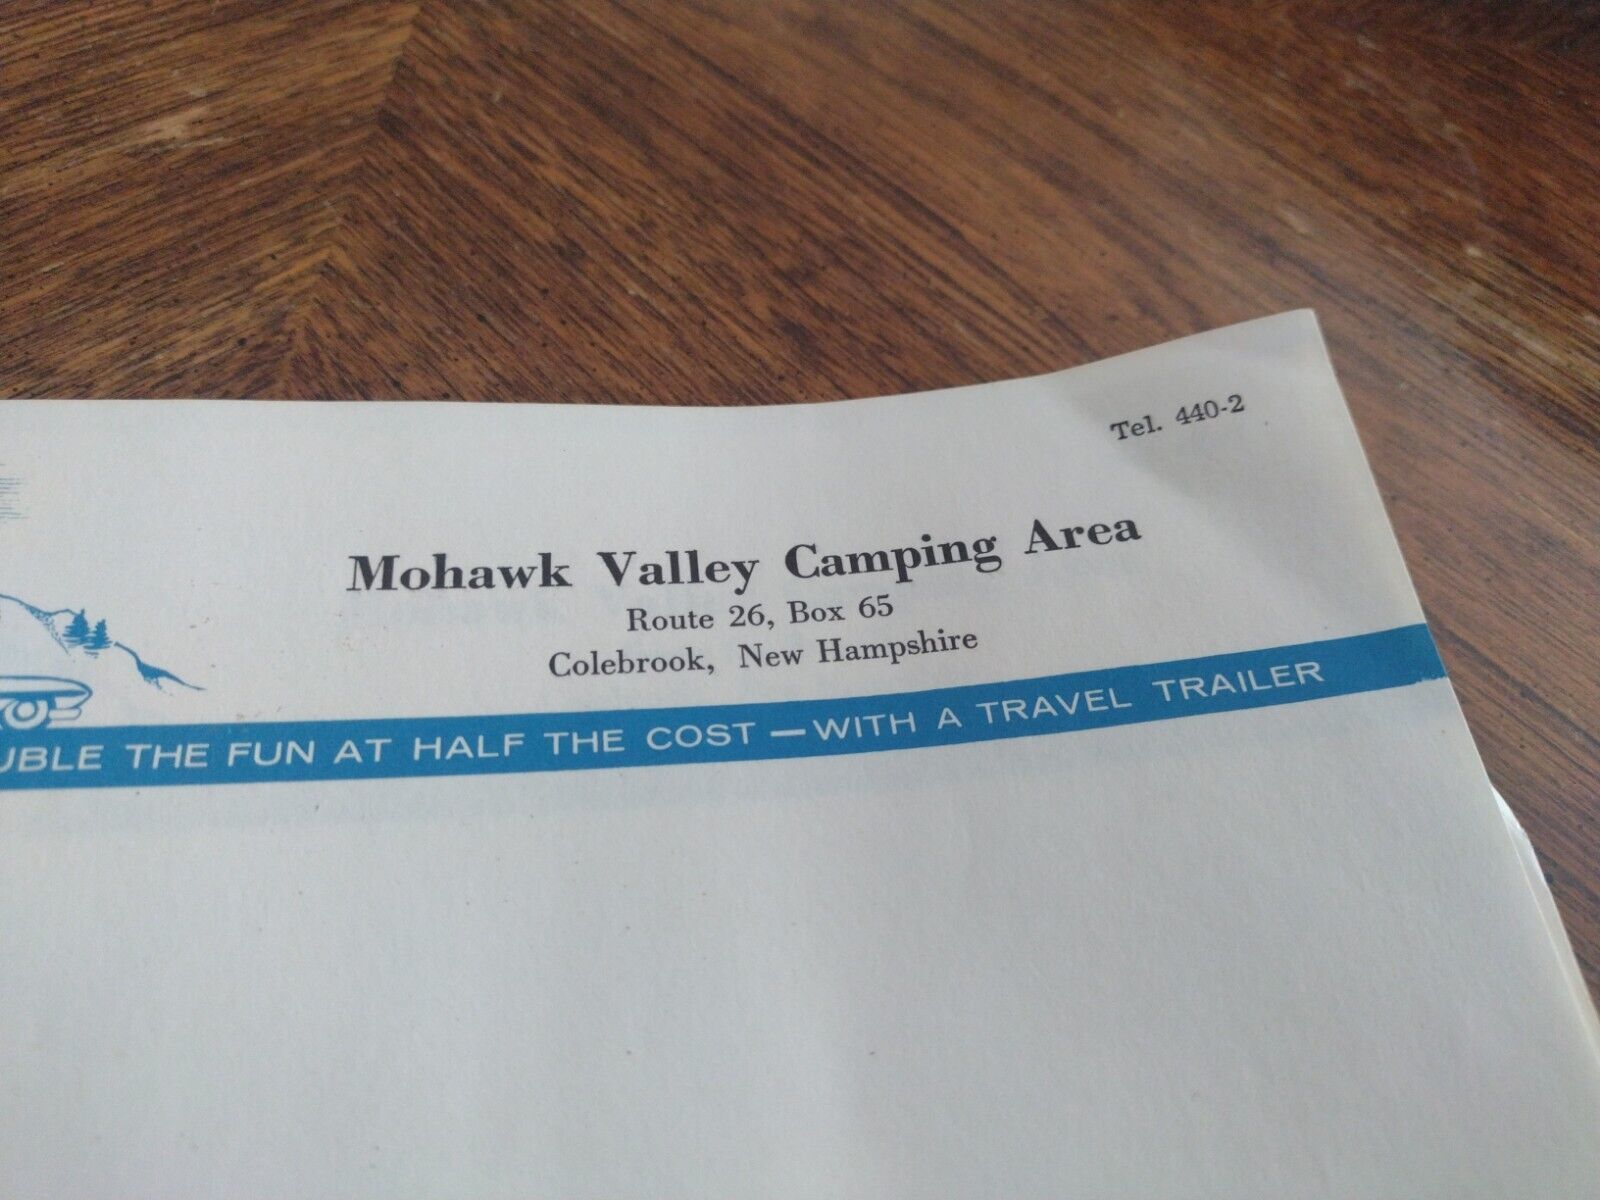 Tel. 440-2
Mohawk Valley Camping Area
Route 26, Box 65
Colebrook, New Hampshire
UBLE THE FUN AT HALF THE COST — WITH A TRAVEL TRAILER